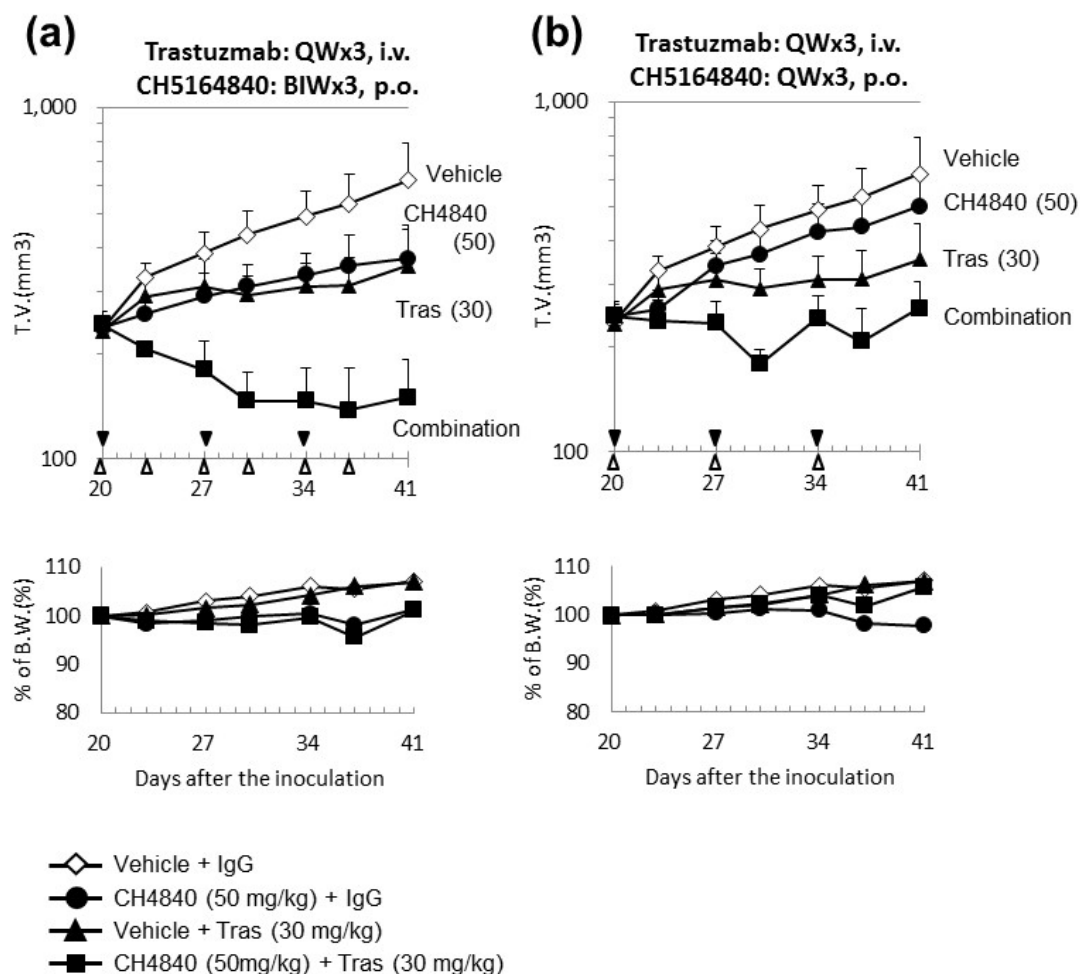 (a)
Trastuzmab: QWx3, i.v.
CH5164840: BIWx3, p.o.
1,000
T.V.(mm3)
Vehicle
CH4840
(50)
Tras (30)
Combination
100
20
27
34
41
110
100
90
80
% of B.W.(%)
20
27
34
41
Days after the inoculation
(b)
Trastuzmab: QWx3, i.v.
CH5164840: QWx3, p.o.
1,000
T.V.(mm3)
Vehicle
CH4840 (50)
Tras (30)
Combination
100
20
27
34
41
110
100
90
80
% of B.W.(%)
20
27
34
41
Days after the inoculation
Vehicle + IgG
CH4840 (50 mg/kg) + IgG
Vehicle + Tras (30 mg/kg)
CH4840 (50mg/kg) + Tras (30 mg/kg)